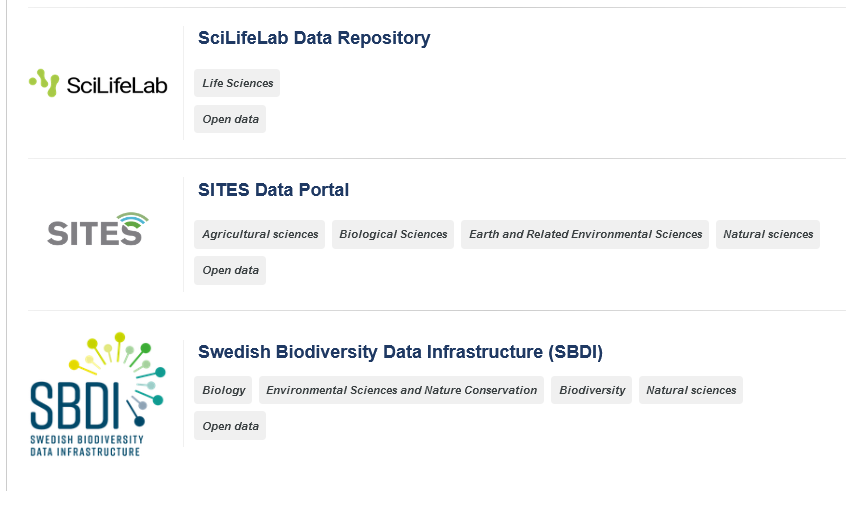 SciLifeLab Data Repository
SciLifeLab
Life Sciences
Open data
SITES Data Portal
SITES
Agricultural sciences Biological Sciences Earth and Related Environmental Sciences Natural sciences
Open data
Swedish Biodiversity Data Infrastructure (SBDI)
SBDI
SWEDISH BIODIVERSITY
DATA INFRASTRUCTURE
Biology Environmental Sciences and Nature Conservation Biodiversity Natural sciences
Open data